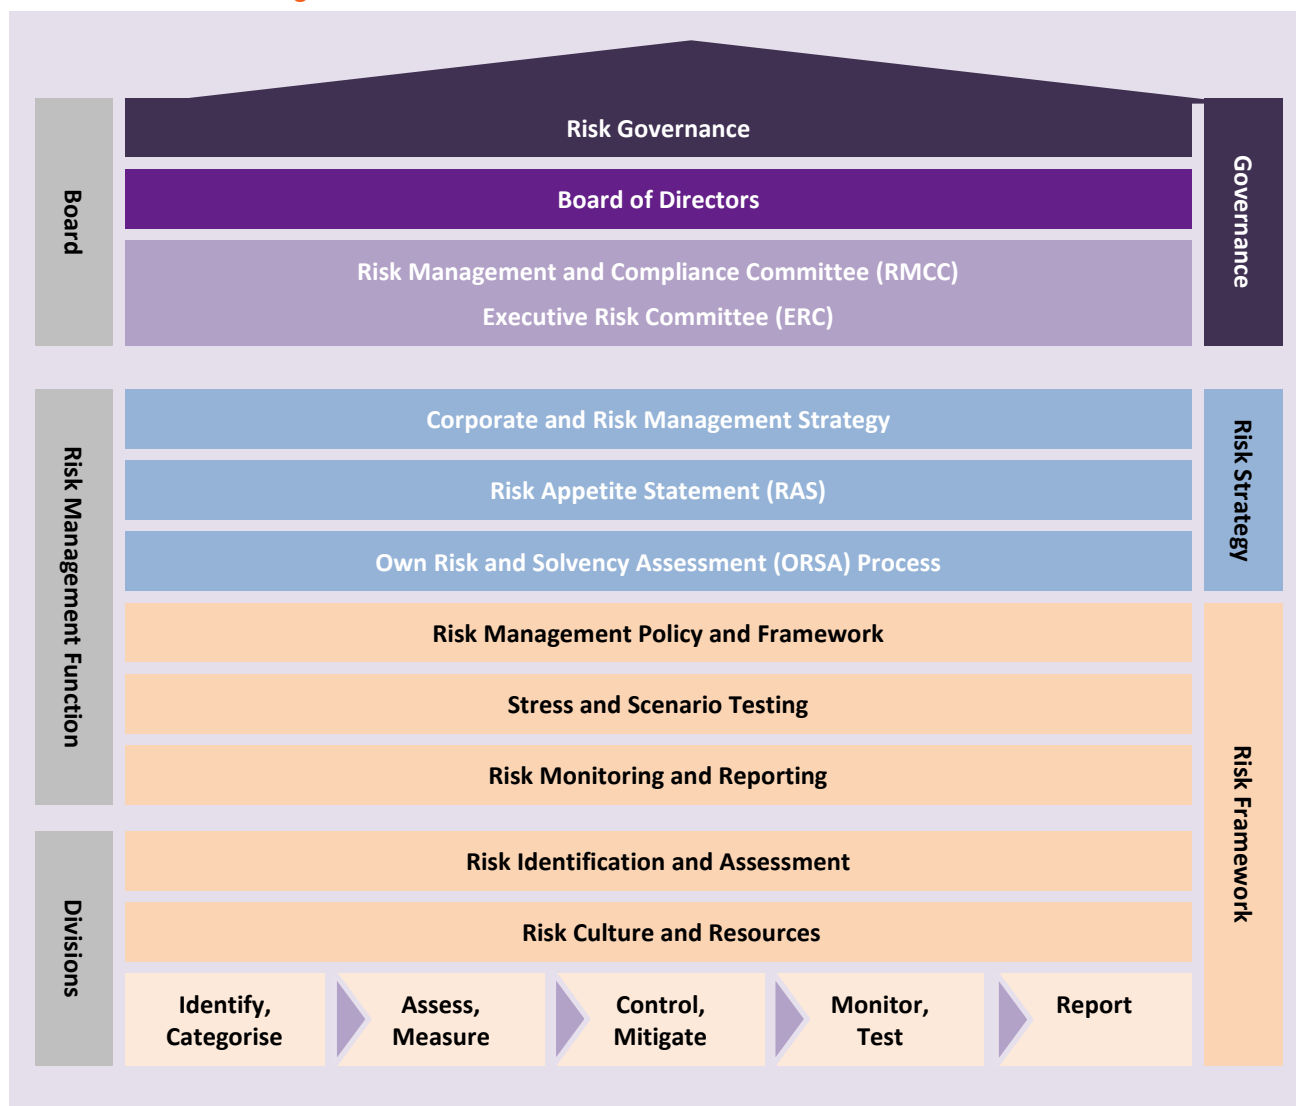 Risk Governance
Board of Directors
Risk Management and Compliance Committee (RMCC)
Executive Risk Committee (ERC)
Board
Governance
Corporate and Risk Management Strategy
Risk Appetite Statement (RAS)
Own Risk and Solvency Assessment (ORSA) Process
Risk Strategy
Risk Management Policy and Framework
Stress and Scenario Testing
Risk Monitoring and Reporting
Risk Management Function
Risk Identification and Assessment
Risk Culture and Resources
Risk Framework
Divisions
Identify,
Categorise
Assess,
Measure
Control,
Mitigate
Monitor,
Test
Report